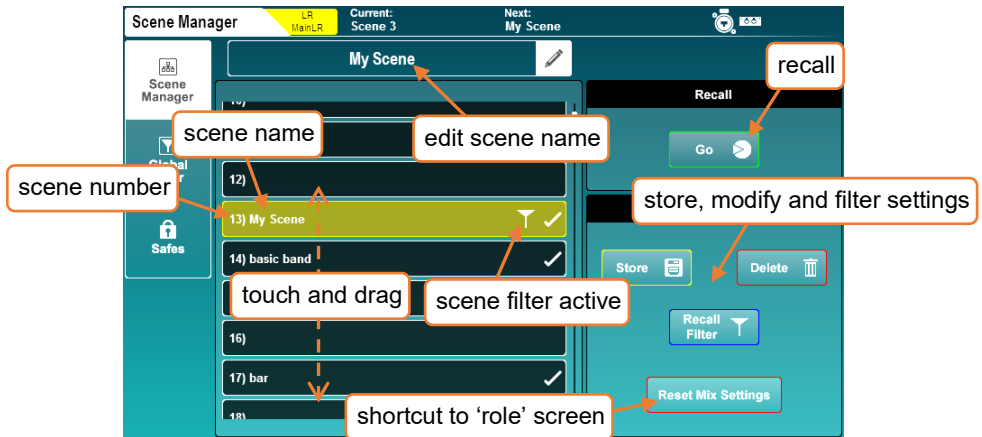 Scene Manager
LR
MainLR
Current:
Scene 3
Next:
My Scene
Scene
Manager
My Scene
recall
Recall
scene name
edit scene name
Go
scene number
12)
store, modify and filter settings
13) My Scene
Safes
14) basic band
Store
Delete
touch and drag
scene filter active
Recall
Filter
16)
17) bar
Reset Mix Settings
18)
shortcut to ‘role’ screen